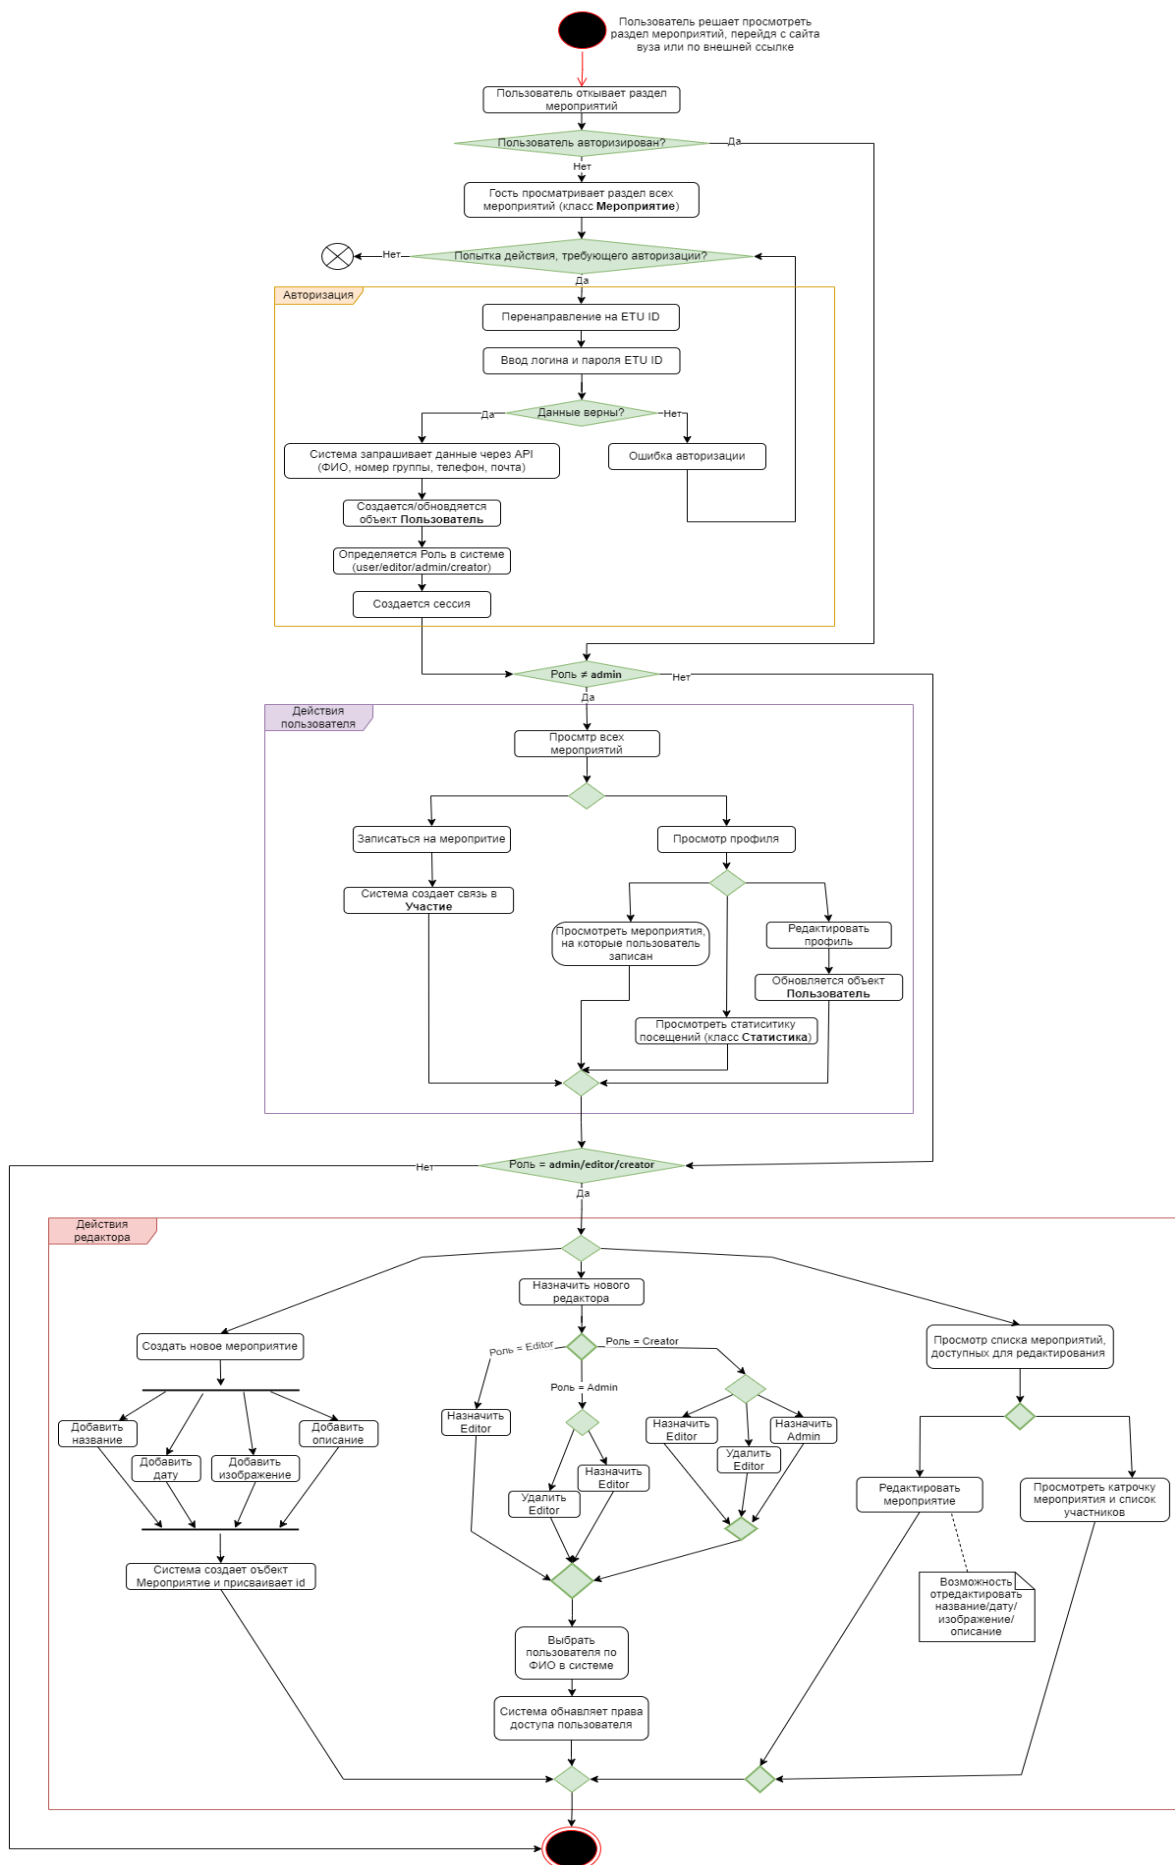 Пользователь решает просмотреть
раздел мероприятий, перейдя с сайта
вуза или по внешней ссылке
Пользователь откывает раздел
мероприятий
Пользователь авторизирован?
Да
Нет
Гость просматривает раздел всех
мероприятий (класс Мероприятие)
Попытка действия, требующего авторизации?
Нет
Да
Авторизация
Перенаправление на ETU ID
Ввод логина и пароля ETU ID
Данные верны?
Да
Нет
Система запрашивает данные через API
(ФИО, номер группы, телефон, почта)
Ошибка авторизации
Создается/обновдяется
объект Пользователь
Определяется Роль в системе
(user/editor/admin/creator)
Создается сессия
Роль ≠ admin
Нет
Да
Действия
пользователя
Просмтр всех
мероприятий
Записаться на меропритие
Просмотр профиля
Система создает связь в
Участие
Просмотреть мероприятия,
на которые пользователь
записан
Редактировать
профиль
Обновляется объект
Пользователь
Просмотреть статиситику
посещений (класс Статистика)
Роль = admin/editor/creator
Нет
Да
Действия
редактора
Назначить нового
редактора
Создать новое мероприятие
Роль = Editor
Роль = Creator
Просмотр списка мероприятий,
доступных для редактирования
Роль = Admin
Добавить
название
Добавить
описание
Добавить
дату
Добавить
изображение
Назначить
Editor
Удалить
Editor
Назначить
Editor
Назначить
Editor
Удалить
Editor
Назначить
Admin
Редактировать
мероприятие
Просмотреть катрочку
мероприятия и список
участников
Система создает оъбект
Мероприятие и присваивает id
Возможность
отредактировать
название/дату/
изображение/
описание
Выбрать
пользователя по
ФИО в системе
Система обнавляет права
доступа пользователя